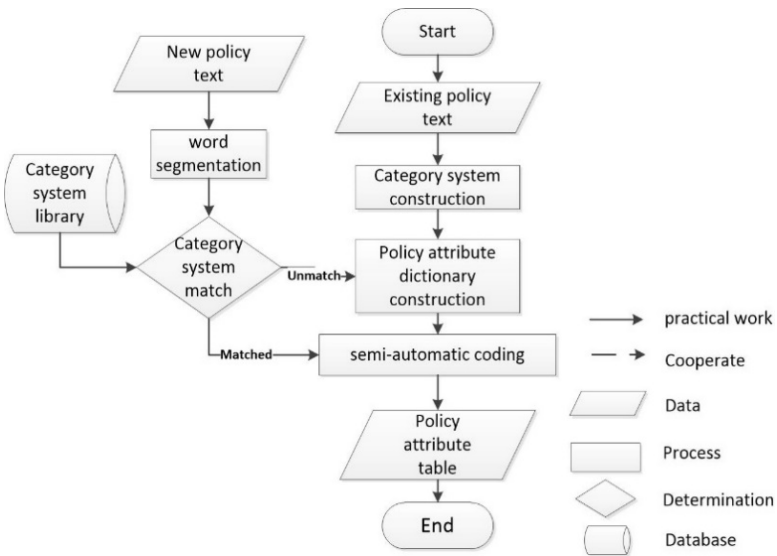 New policy
text
Start
Existing policy
text
word
segmentation
Category
system
library
Category system
construction
Category
system
match
Unmatch
Policy attribute
dictionary
construction
Matched
semi-automatic coding
Policy
attribute
table
End
practical work
Cooperate
Data
Process
Determination
Database